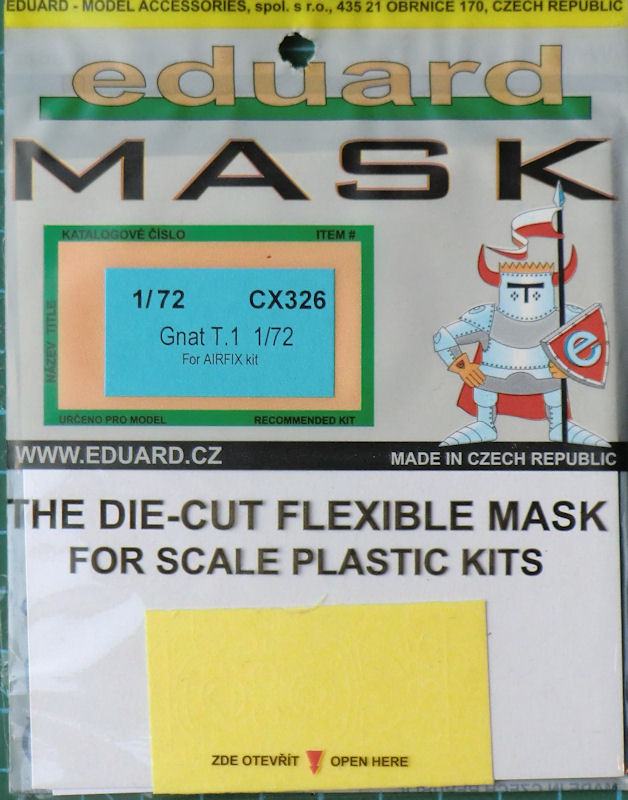 EDUARD - MODEL ACCESSORIES, spol. s r.o., 435 21 OBRNICE 170, CZECH REPUBLIC
eduard
MASK
KATALOGOVÉ ČÍSLO ITEM #
NÁZEV TITLE
1/72 CX326
Gnat T.1 1/72
For AIRFIX kit
URČENO PRO MODEL RECOMMENDED KIT
e
WWW.EDUARD.CZ MADE IN CZECH REPUBLIC
THE DIE-CUT FLEXIBLE MASK
FOR SCALE PLASTIC KITS
ZDE OTEVŘÍT OPEN HERE